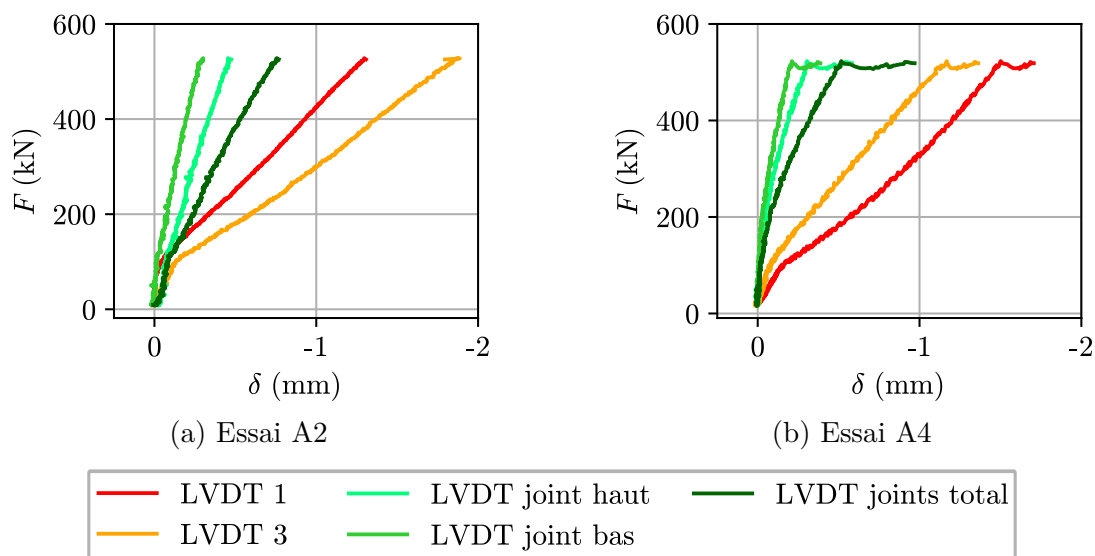 600
400
200
0
F (kN)
0
-1
-2
δ (mm)
(a) Essai A2
600
400
200
0
F (kN)
0
-1
-2
δ (mm)
(b) Essai A4
LVDT 1
LVDT joint haut
LVDT joints total
LVDT 3
LVDT joint bas